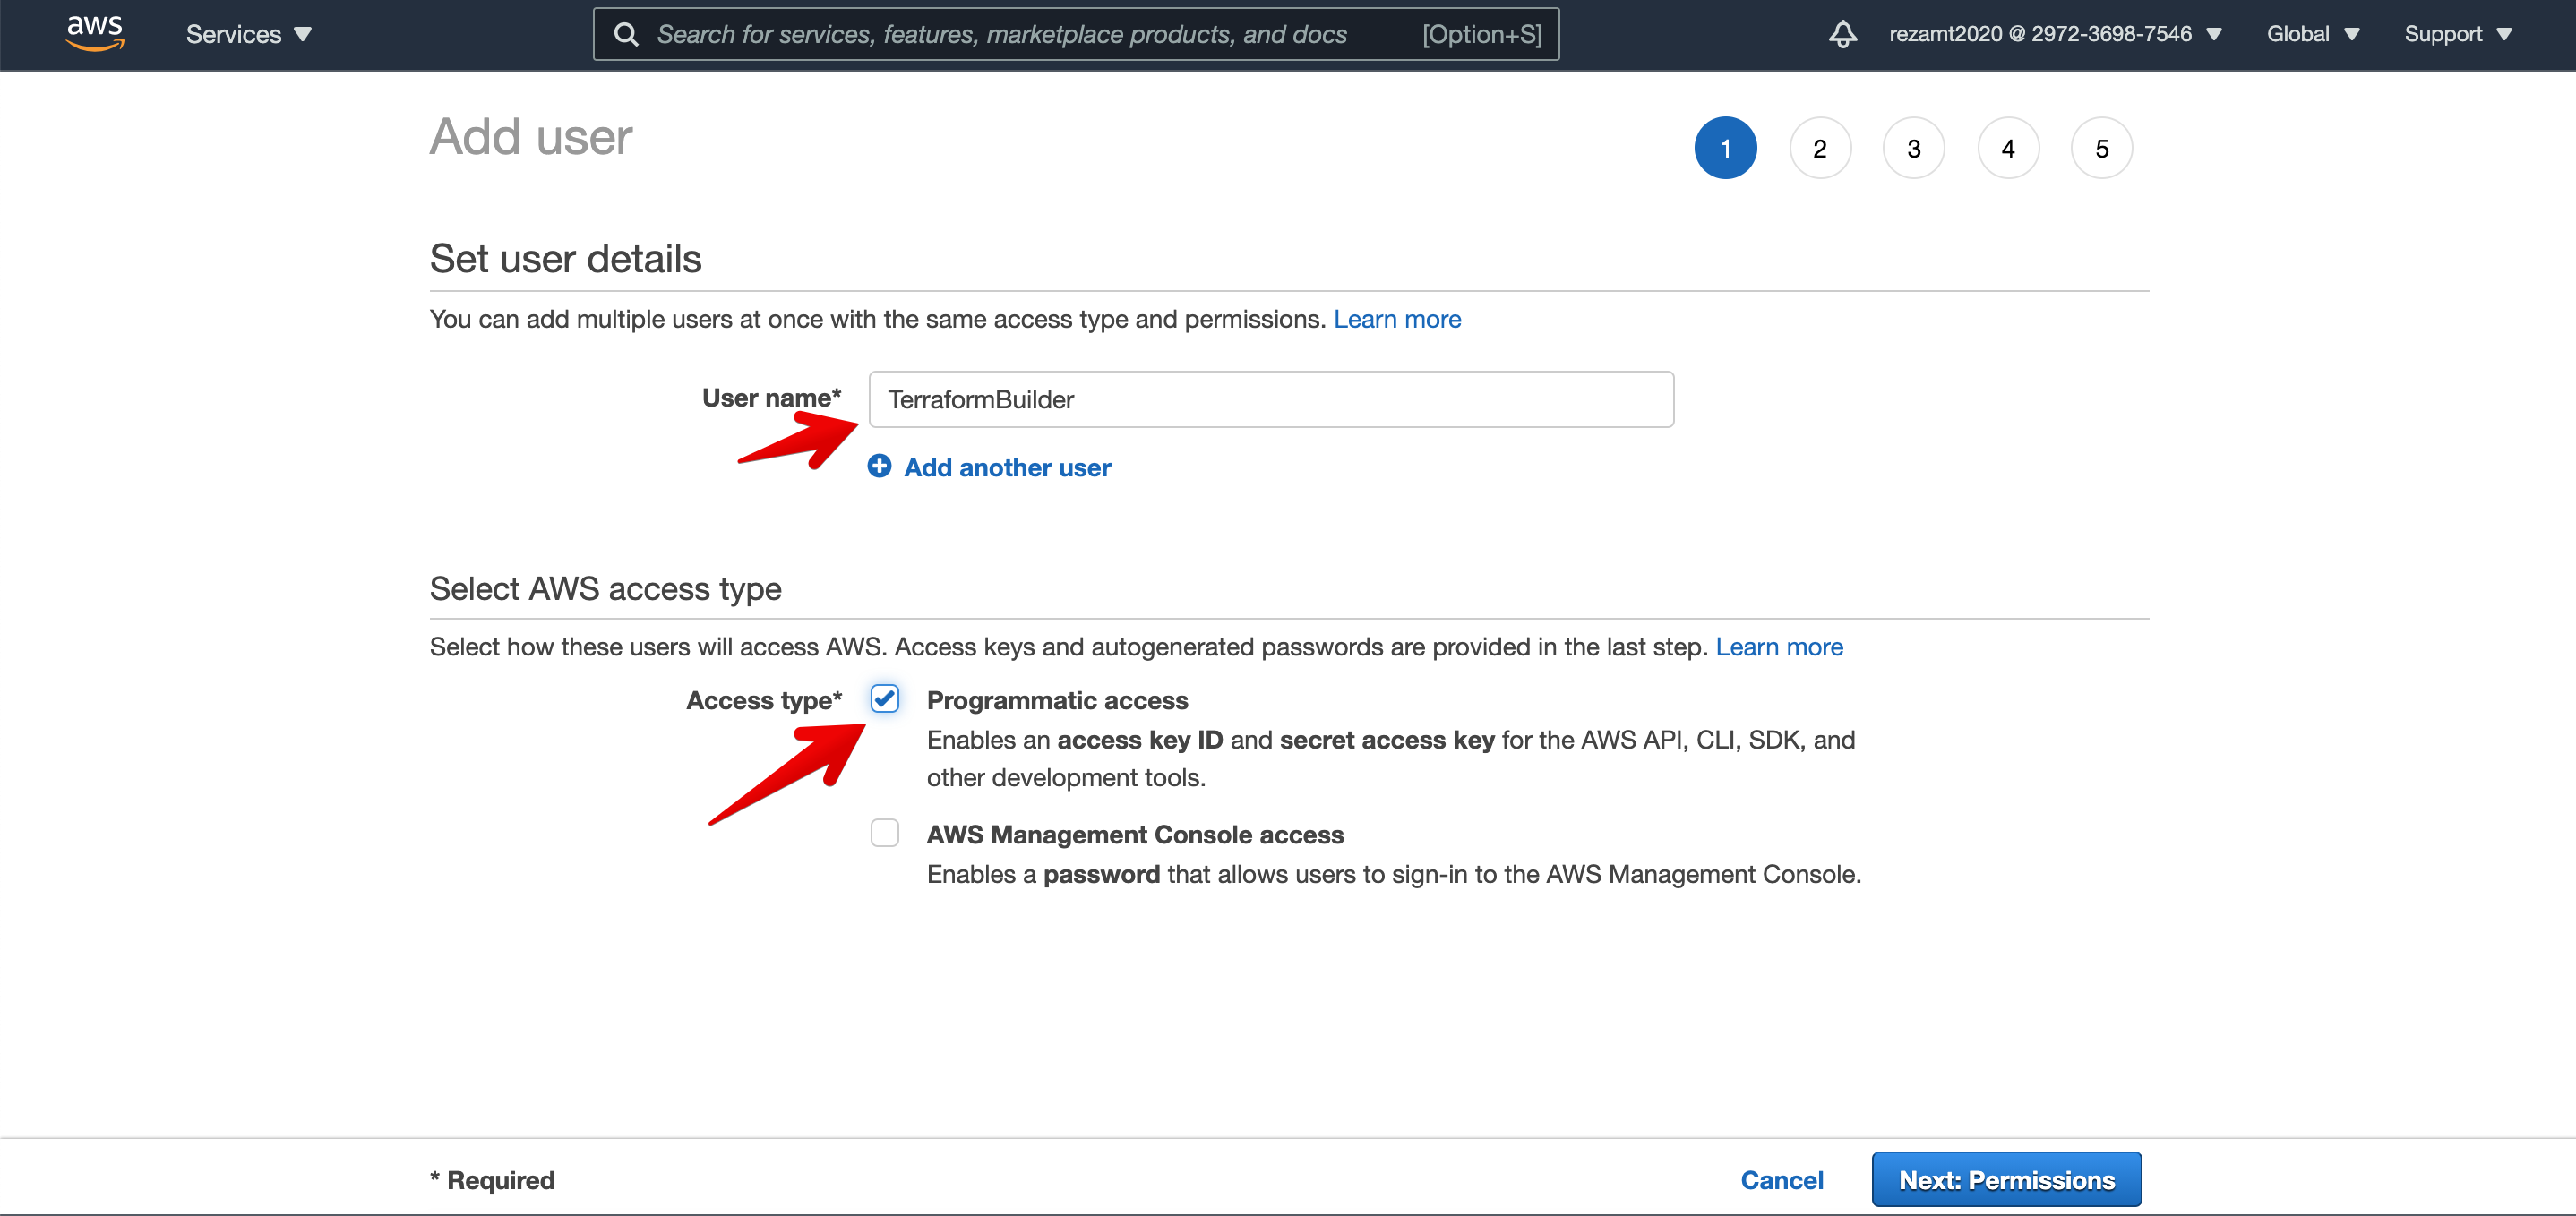 aws Services Search for services, features, marketplace products, and docs [Option+S] rezamt2020 @ 2972-3698-7546 Global Support
Add user 1 2 3 4 5
Set user details
You can add multiple users at once with the same access type and permissions. Learn more
User name* TerraformBuilder
Add another user
Select AWS access type
Select how these users will access AWS. Access keys and autogenerated passwords are provided in the last step. Learn more
Access type* Programmatic access
Enables an access key ID and secret access key for the AWS API, CLI, SDK, and
other development tools.
AWS Management Console access
Enables a password that allows users to sign-in to the AWS Management Console.
* Required Cancel Next: Permissions